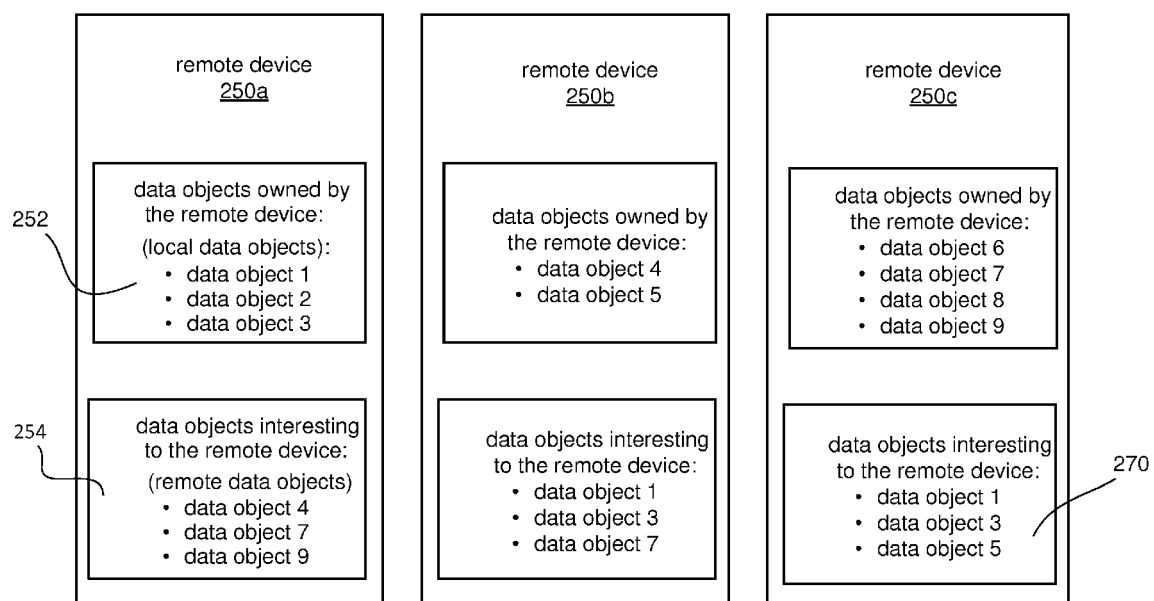 remote device
250a
252
data objects owned by
the remote device:
(local data objects):
• data object 1
• data object 2
• data object 3
254
data objects interesting
to the remote device:
(remote data objects)
• data object 4
• data object 7
• data object 9
remote device
250b
data objects owned by
the remote device:
• data object 4
• data object 5
data objects interesting
to the remote device:
• data object 1
• data object 3
• data object 7
remote device
250c
data objects owned by
the remote device:
• data object 6
• data object 7
• data object 8
• data object 9
data objects interesting
to the remote device:
• data object 1
• data object 3
• data object 5
270